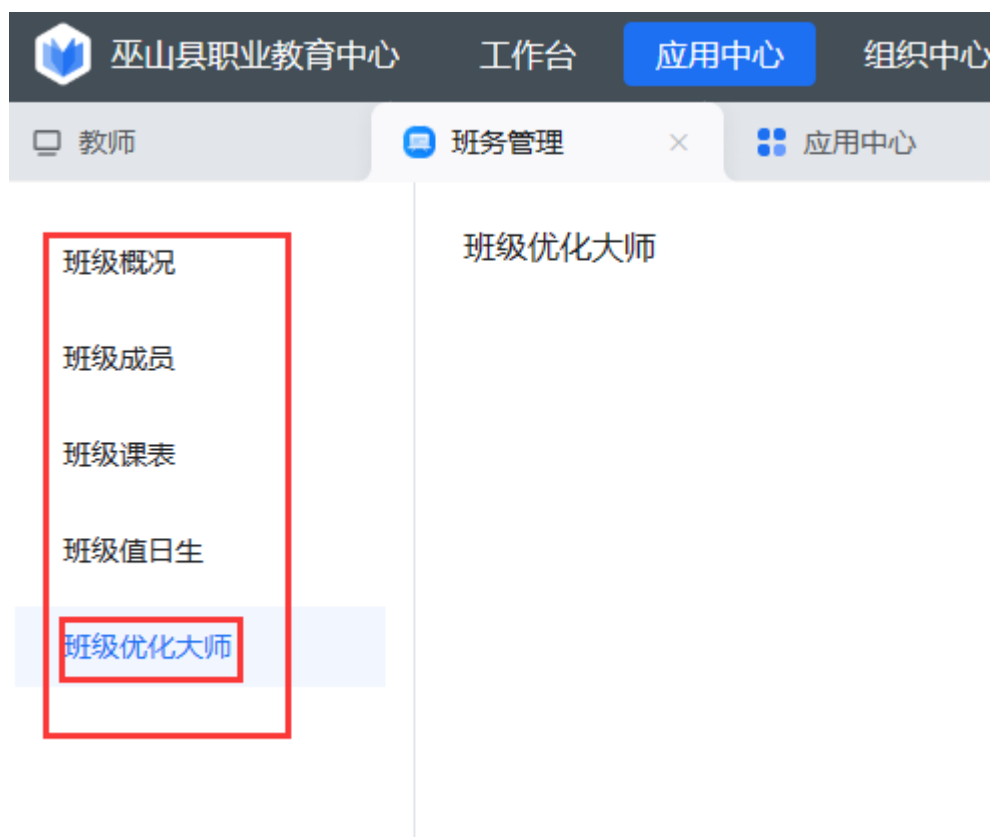 巫山县职业教育中心 工作台 应用中心 组织中心
教师 班务管理 × 应用中心
班级概况
班级优化大师
班级成员
班级课表
班级值日生
班级优化大师